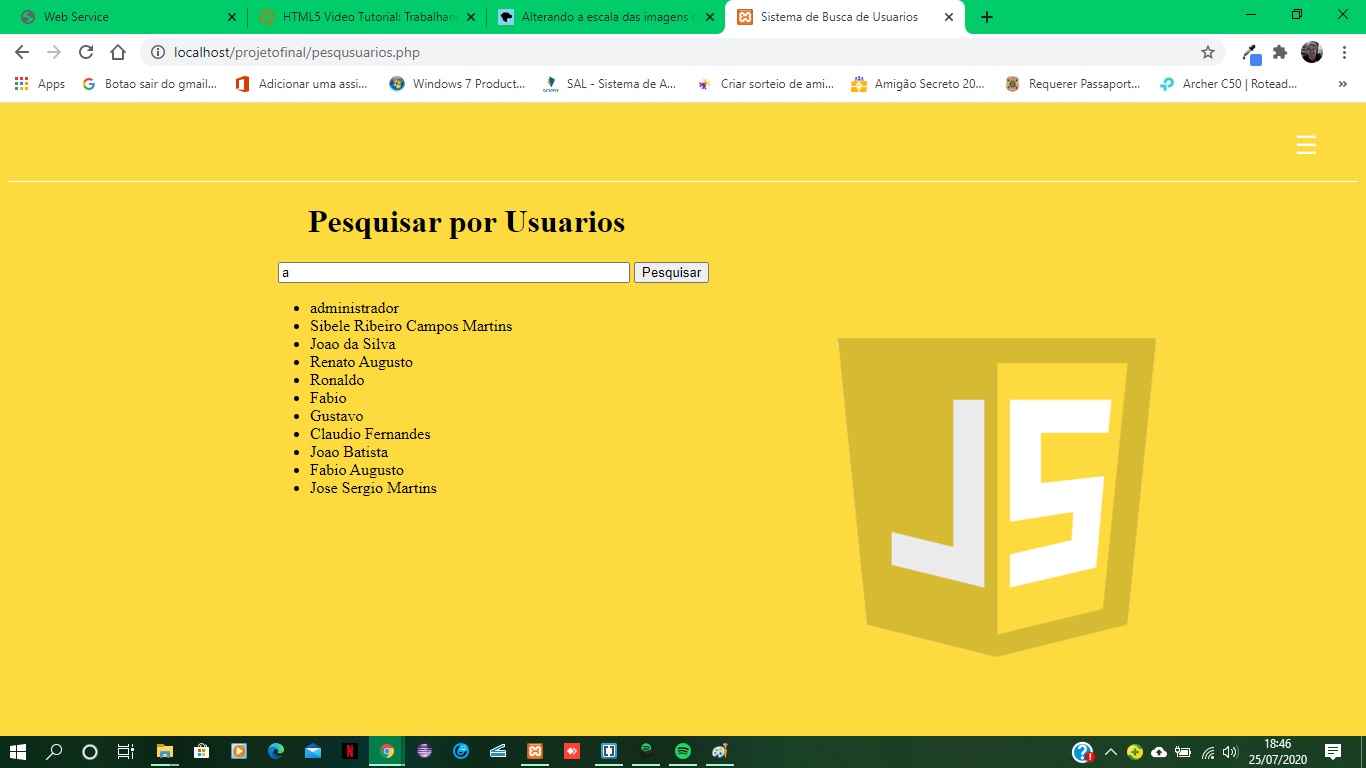 Web Service
HTML5 Video Tutorial: Trabalhan
Alterando a escala das imagens
Sistema de Busca de Usuarios
localhost/projetofinal/pesqusuarios.php
Apps
Botao sair do gmail...
Adicionar uma assi...
Windows 7 Product...
SAL - Sistema de A...
Criar sorteio de ami...
Amigão Secreto 20...
Requerer Passaport...
Archer C50 | Rotead...
Pesquisar por Usuarios
a Pesquisar
administrador
Sibele Ribeiro Campos Martins
Joao da Silva
Renato Augusto
Ronaldo
Fabio
Gustavo
Claudio Fernandes
Joao Batista
Fabio Augusto
Jose Sergio Martins
JS
18:46
25/07/2020